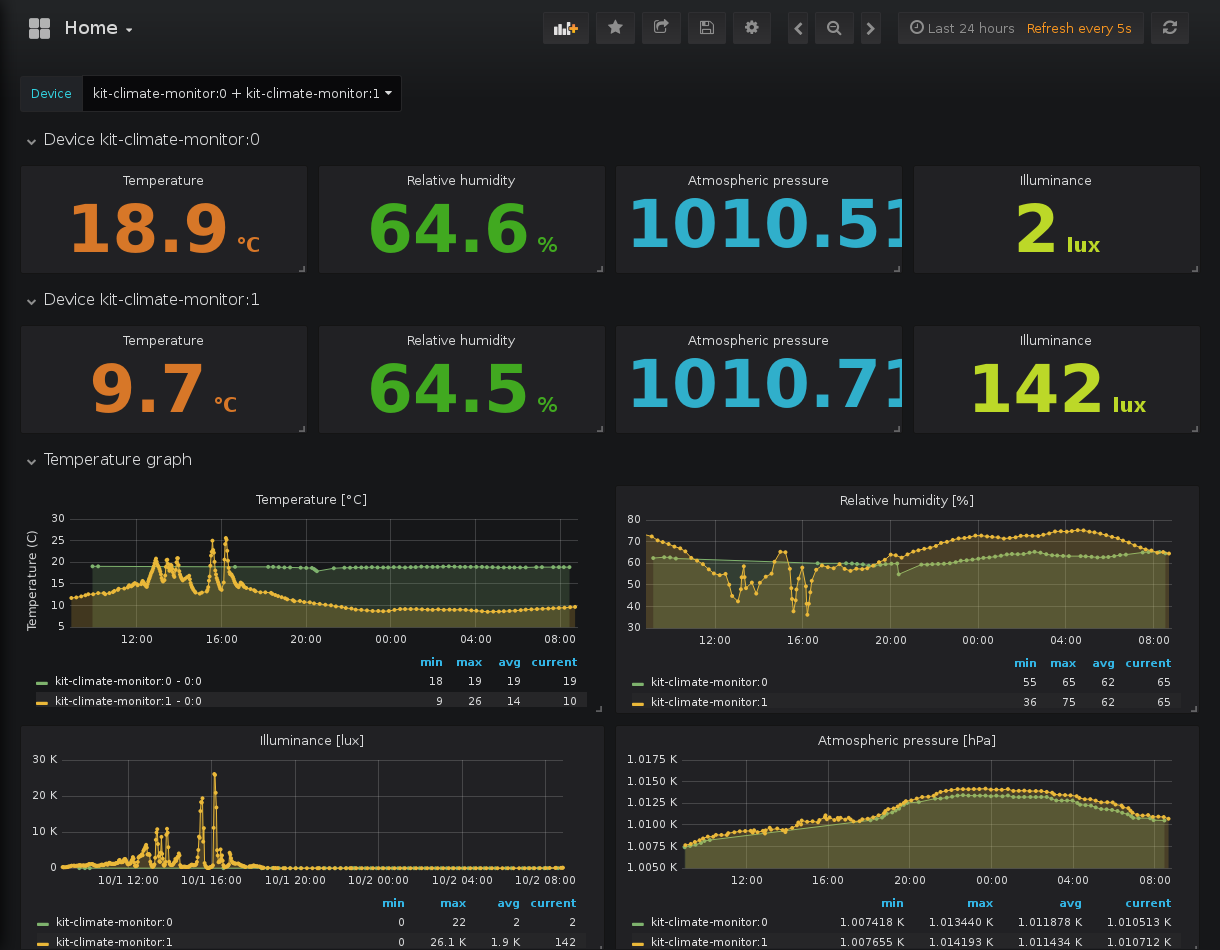 Home
Last 24 hours Refresh every 5s
Device kit-climate-monitor:0 + kit-climate-monitor:1
Device kit-climate-monitor:0
Temperature Relative humidity Atmospheric pressure Illuminance
18.9 °C 64.6 % 1010.51 2 lux
Device kit-climate-monitor:1
Temperature Relative humidity Atmospheric pressure Illuminance
9.7 °C 64.5 % 1010.71 142 lux
Temperature graph
Temperature [°C]
Temperature (C)
30
25
20
15
10
5
12:00 16:00 20:00 00:00 04:00 08:00
min max avg current
kit-climate-monitor:0 - 0:0 18 19 19 19
kit-climate-monitor:1 - 0:0 9 26 14 10
Relative humidity [%]
80
70
60
50
40
30
12:00 16:00 20:00 00:00 04:00 08:00
min max avg current
kit-climate-monitor:0 55 65 62 65
kit-climate-monitor:1 36 75 62 65
Illuminance [lux]
30 K
20 K
10 K
0
10/1 12:00 10/1 16:00 10/1 20:00 10/2 00:00 10/2 04:00 10/2 08:00
min max avg current
kit-climate-monitor:0 0 22 2 2
kit-climate-monitor:1 0 26.1 K 1.9 K 142
Atmospheric pressure [hPa]
1.0175 K
1.0150 K
1.0125 K
1.0100 K
1.0075 K
1.0050 K
12:00 16:00 20:00 00:00 04:00 08:00
min max avg current
kit-climate-monitor:0 1.007418 K 1.013440 K 1.011878 K 1.010513 K
kit-climate-monitor:1 1.007655 K 1.014193 K 1.011434 K 1.010712 K